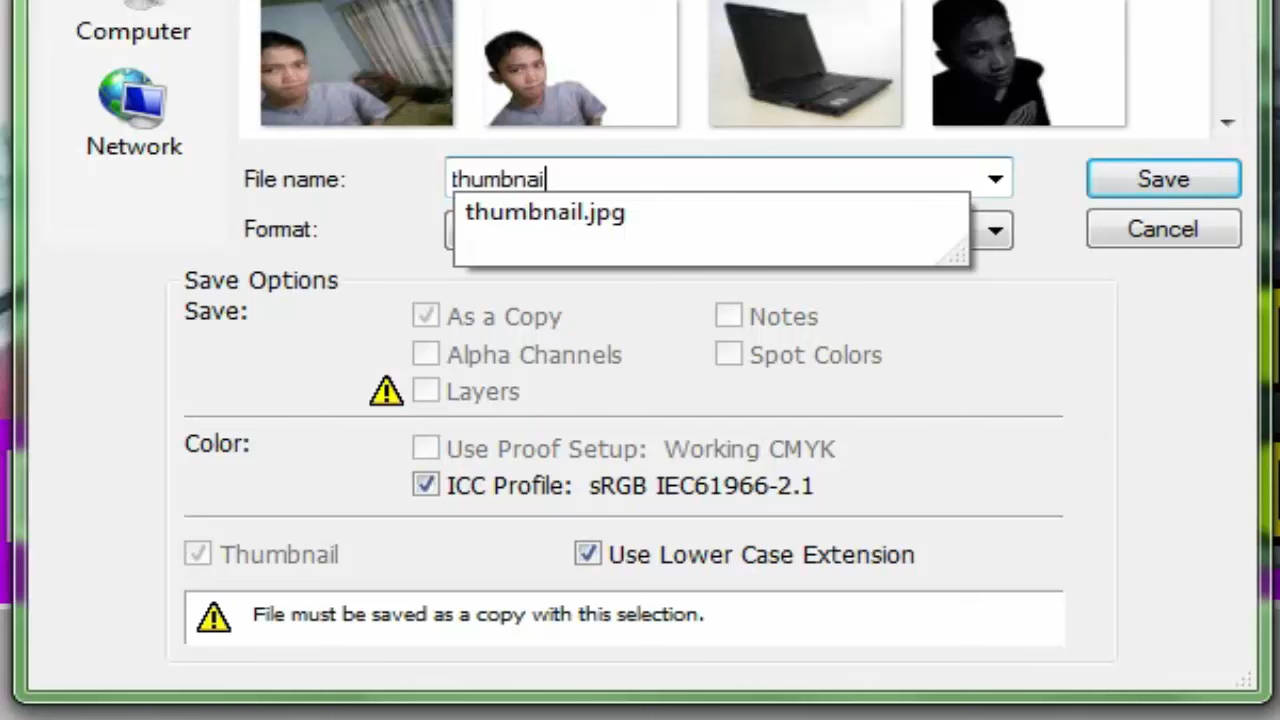 Computer
Network
File name: thumbnai Save
thumbnail.jpg
Format: Cancel
Save Options
Save: As a Copy Notes
Alpha Channels Spot Colors
Layers
Color: Use Proof Setup: Working CMYK
ICC Profile: sRGB IEC61966-2.1
Thumbnail Use Lower Case Extension
File must be saved as a copy with this selection.